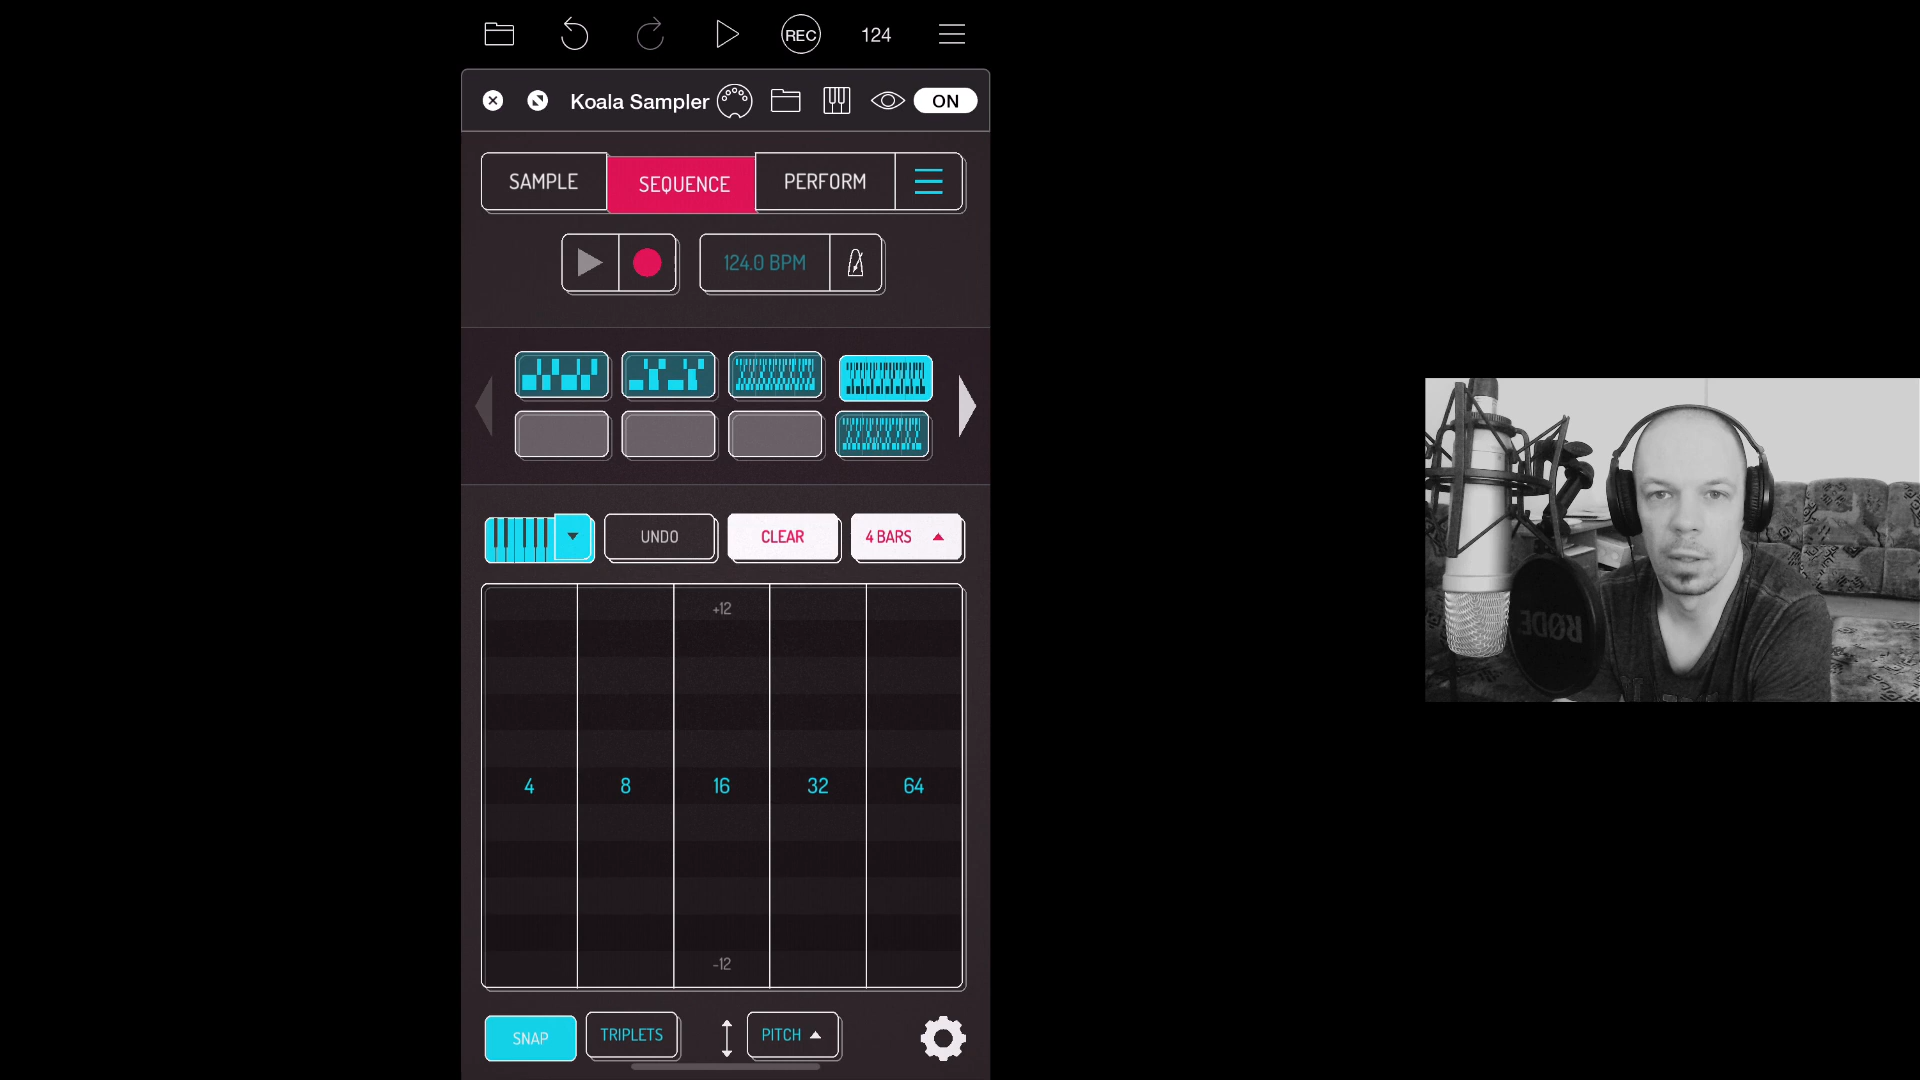 REC 124
Koala Sampler ON
SAMPLE SEQUENCE PERFORM
124.0 BPM
UNDO CLEAR 4 BARS
+12
4 8 16 32 64
-12
SNAP TRIPLETS PITCH
RØDE